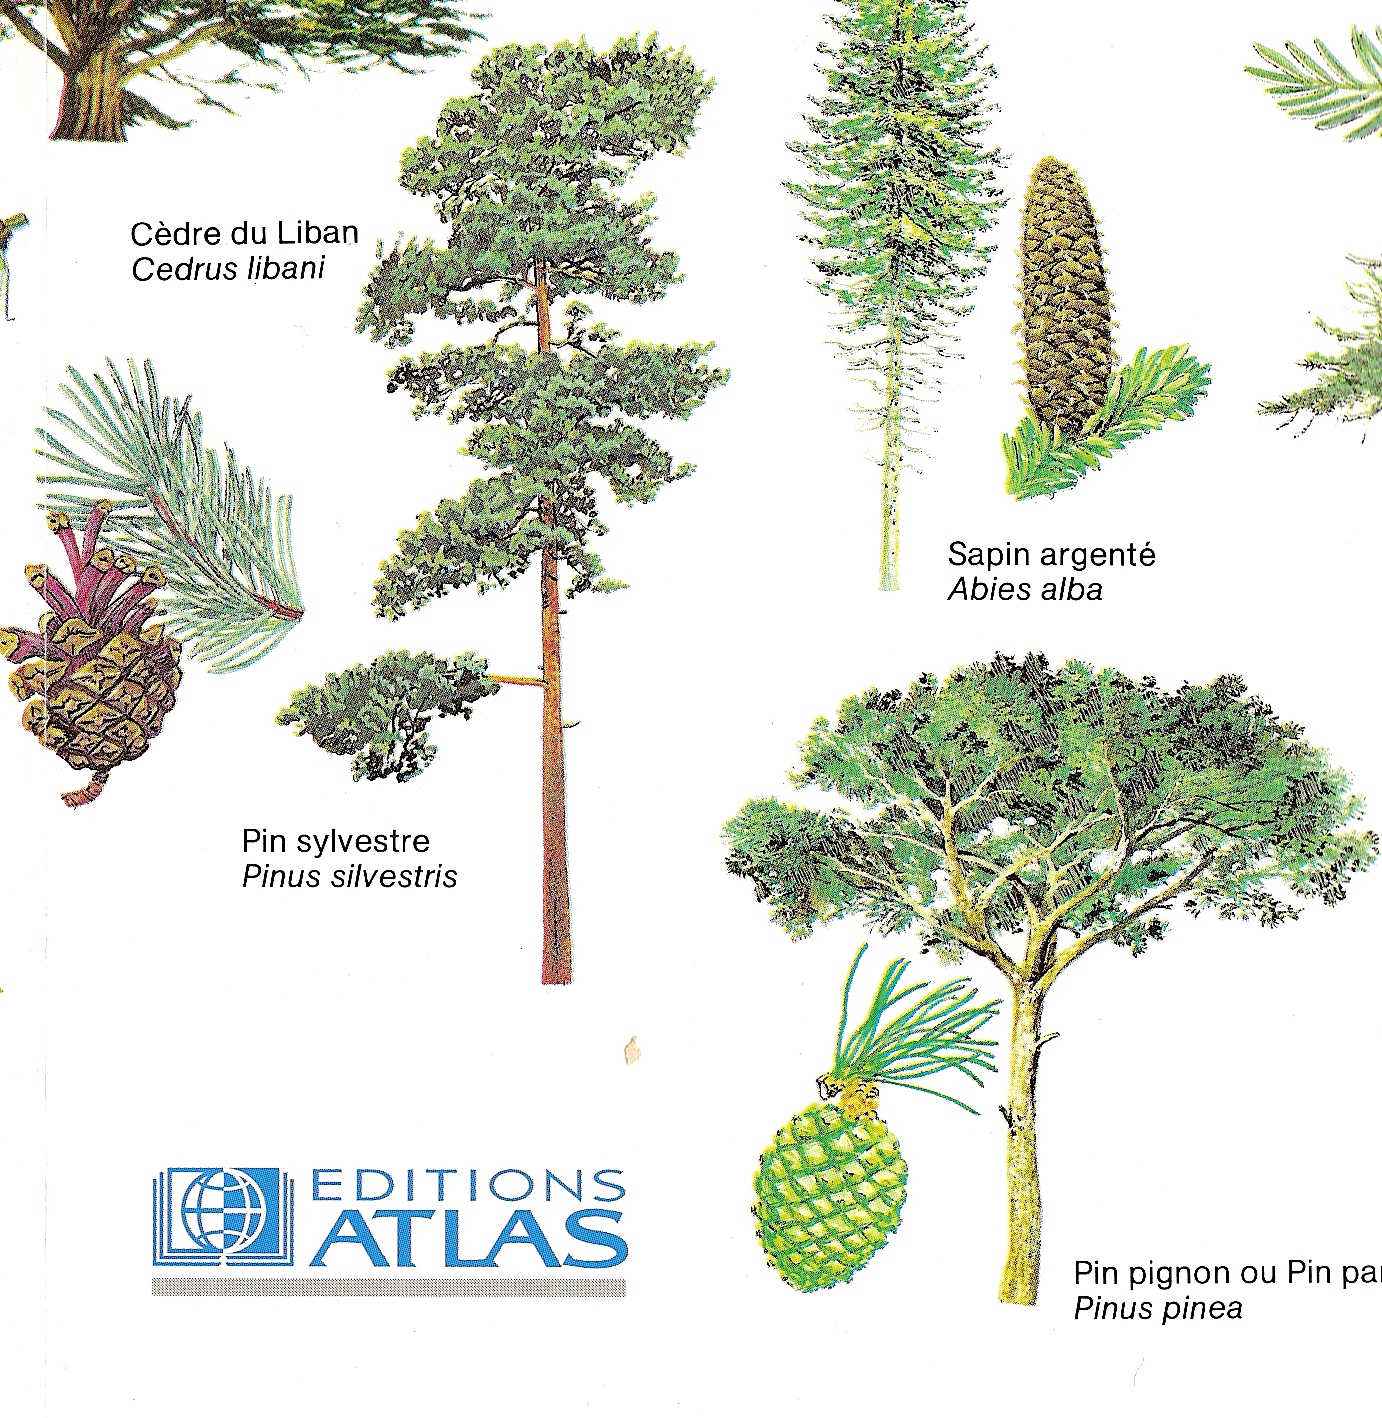 Cèdre du Liban
Cedrus libani
Sapin argenté
Abies alba
Pin sylvestre
Pinus silvestris
EDITIONS
ATLAS
Pin pignon ou Pin
Pinus pinea